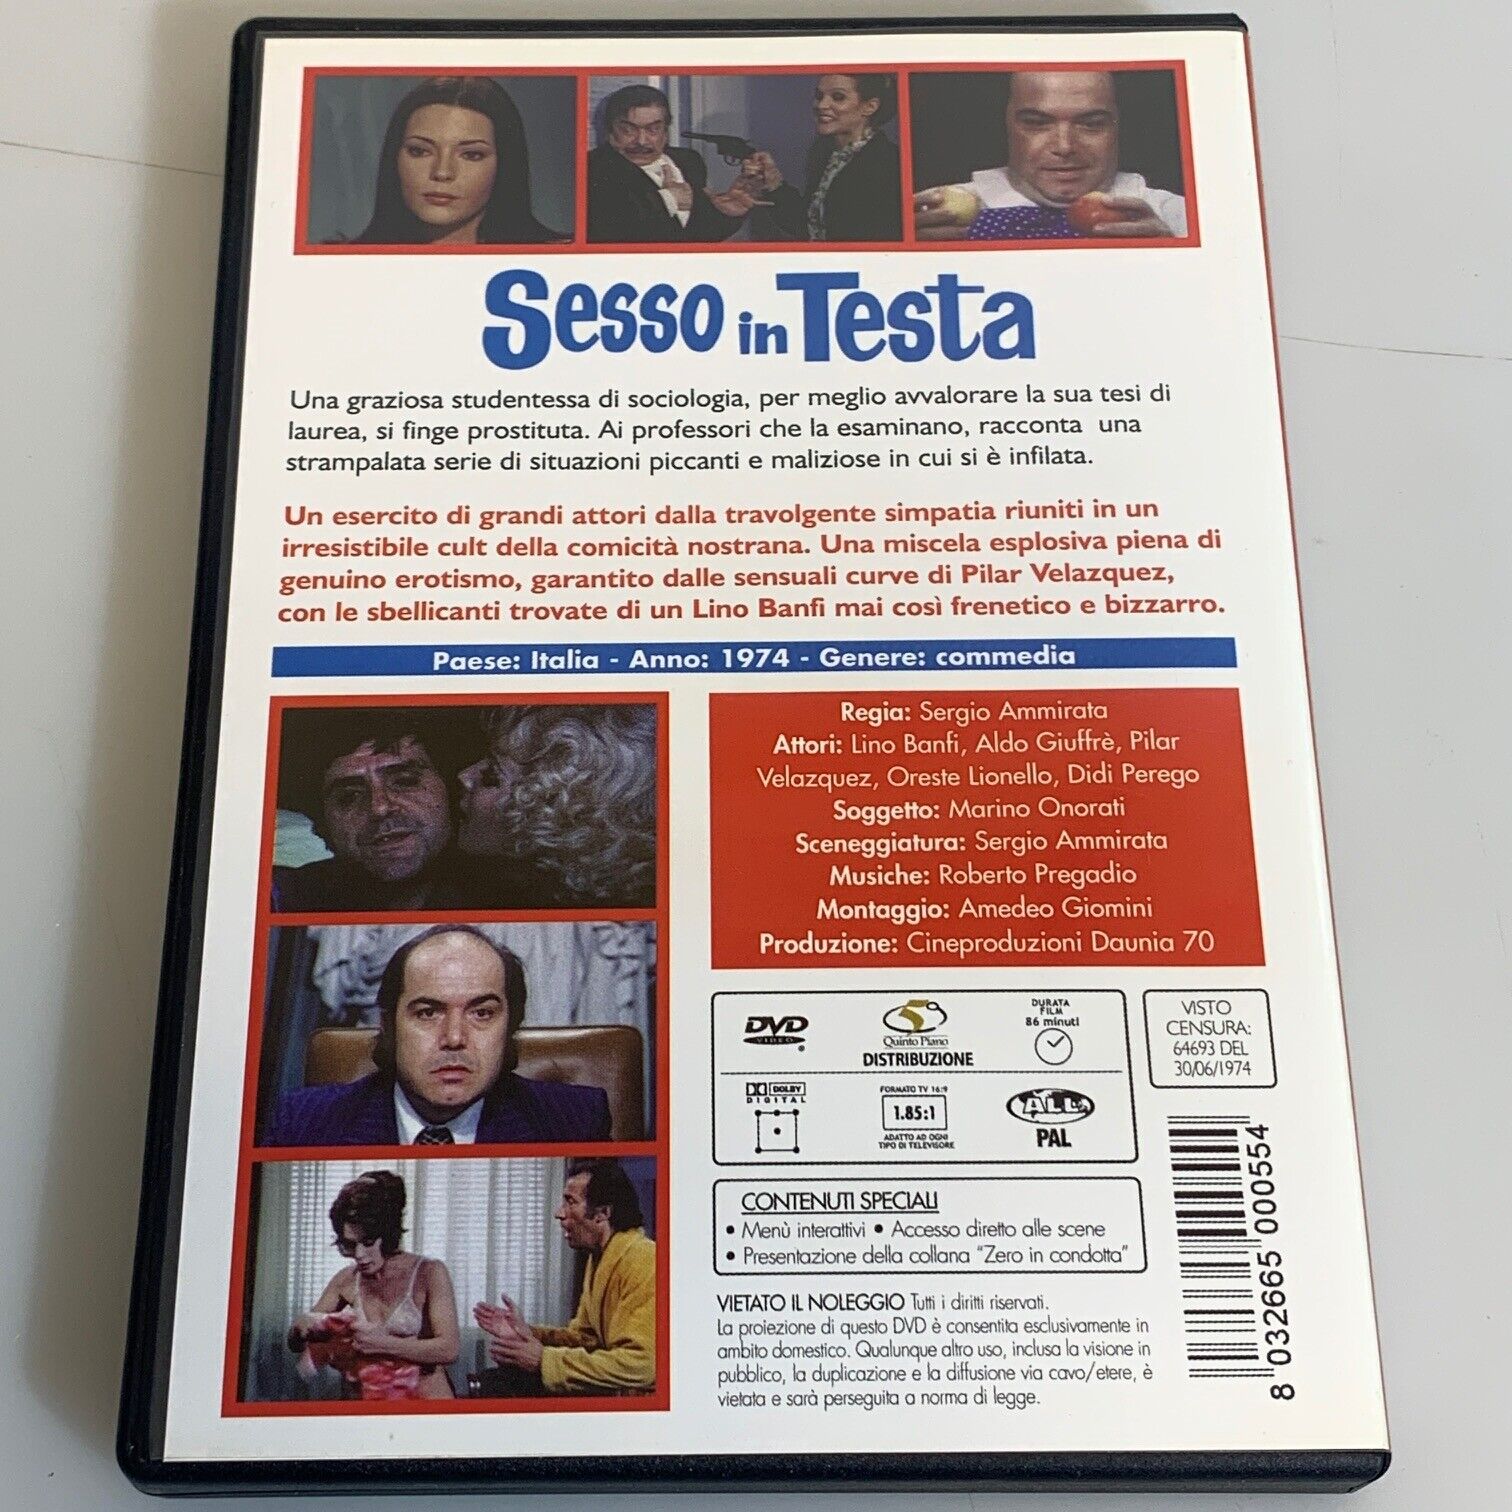 Sesso in Testa
Una graziosa studentessa di sociologia, per meglio avvalorare la sua tesi di
laurea, si finge prostituta. Ai professori che la esaminano, racconta una
strampalata serie di situazioni piccanti e maliziose in cui si è infilata.
Un esercito di grandi attori dalla travolgente simpatia riuniti in un
irresistibile cult della comicità nostrana. Una miscela esplosiva piena di
genuino erotismo, garantito dalle sensuali curve di Pilar Velazquez,
con le sbellicanti trovate di un Lino Banfi mai così frenetico e bizzarro.
Paese: Italia - Anno: 1974 - Genere: commedia
Regia: Sergio Ammirata
Attori: Lino Banfi, Aldo Giuffrè, Pilar
Velazquez, Oreste Lionello, Didi Perego
Soggetto: Marino Onorati
Sceneggiatura: Sergio Ammirata
Musiche: Roberto Pregadio
Montaggio: Amedeo Giomini
Produzione: Cineproduzioni Daunia 70
DVD
VIDEO
5°
Quinto Piano
DISTRIBUZIONE
DURATA
FILM
86 minuti
DOLBY
DIGITAL
FORMATO TV 16:9
1.85:1
ADATTO AD OGNI
TIPO DI TELEVISORE
ALL
PAL
VISTO
CENSURA:
64693 DEL
30/06/1974
CONTENUTI SPECIALI
• Menù interattivi • Accesso diretto alle scene
• Presentazione della collana "Zero in condotta"
VIETATO IL NOLEGGIO Tutti i diritti riservati.
La proiezione di questo DVD è consentita esclusivamente in
ambito domestico. Qualunque altro uso, inclusa la visione in
pubblico, la duplicazione e la diffusione via cavo/etere, è
vietata e sarà perseguita a norma di legge.
8 032665 000554